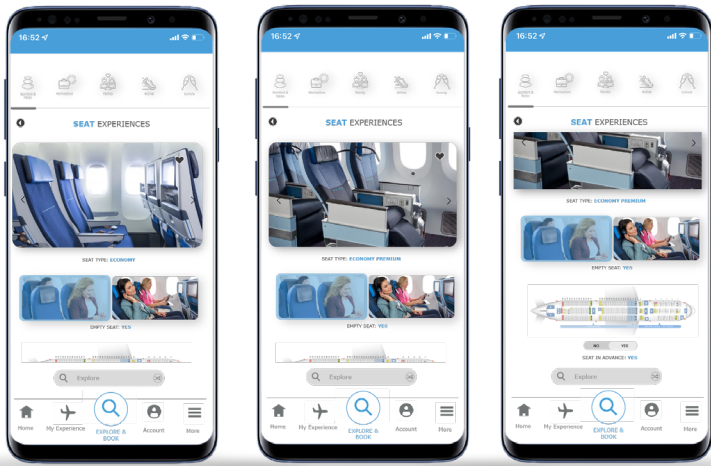 16:52
SEAT EXPERIENCES
SEAT TYPE: ECONOMY
EMPTY SEAT: YES
Explore
Home
My Experience
EXPLORE &
BOOK
Account
More
16:52
SEAT EXPERIENCES
SEAT TYPE: ECONOMY PREMIUM
EMPTY SEAT: YES
Explore
Home
My Experience
EXPLORE &
BOOK
Account
More
16:52
SEAT EXPERIENCES
SEAT TYPE: ECONOMY PREMIUM
EMPTY SEAT: YES
NO YES
SEAT IN ADVANCE: YES
Explore
Home
My Experience
EXPLORE &
BOOK
Account
More